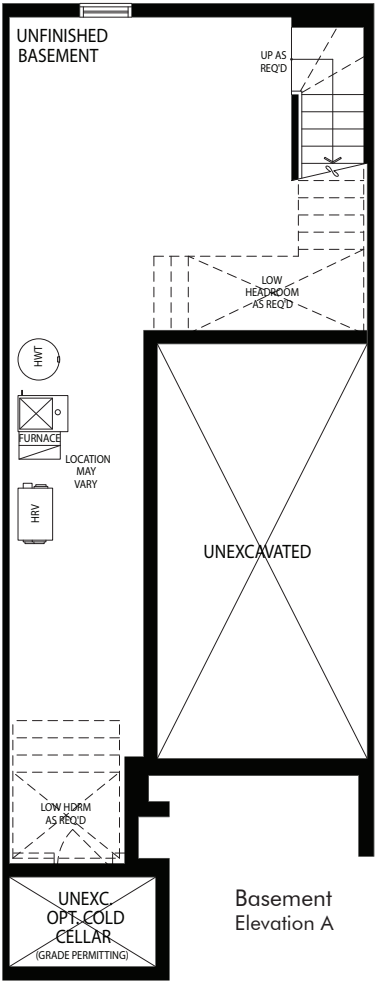 UNFINISHED
BASEMENT
UP AS
REQ'D
LOW
HEADROOM
AS REQ'D
HWT
FURNACE
LOCATION
MAY
VARY
HRV
UNEXCAVATED
LOW HDRM
AS REQ'D
UNEXC.
OPT. COLD
CELLAR
(GRADE PERMITTING)
Basement
Elevation A